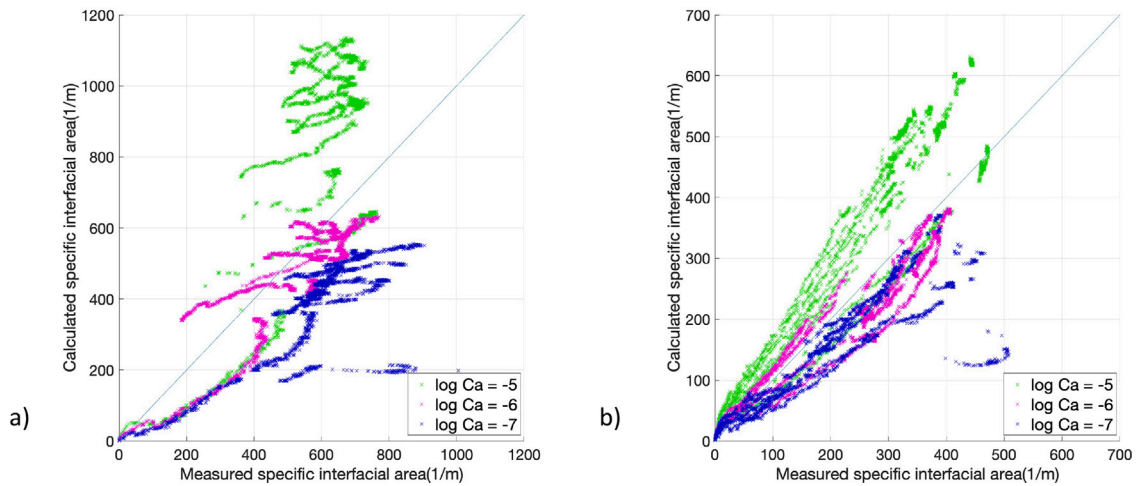 1200
1000
800
600
400
200
0
0 200 400 600 800 1000 1200
Calculated specific interfacial area(1/m)
Measured specific interfacial area(1/m)
log Ca = -5
log Ca = -6
log Ca = -7
a)
700
600
500
400
300
200
100
0
0 100 200 300 400 500 600 700
Calculated specific interfacial area(1/m)
Measured specific interfacial area(1/m)
log Ca = -5
log Ca = -6
log Ca = -7
b)